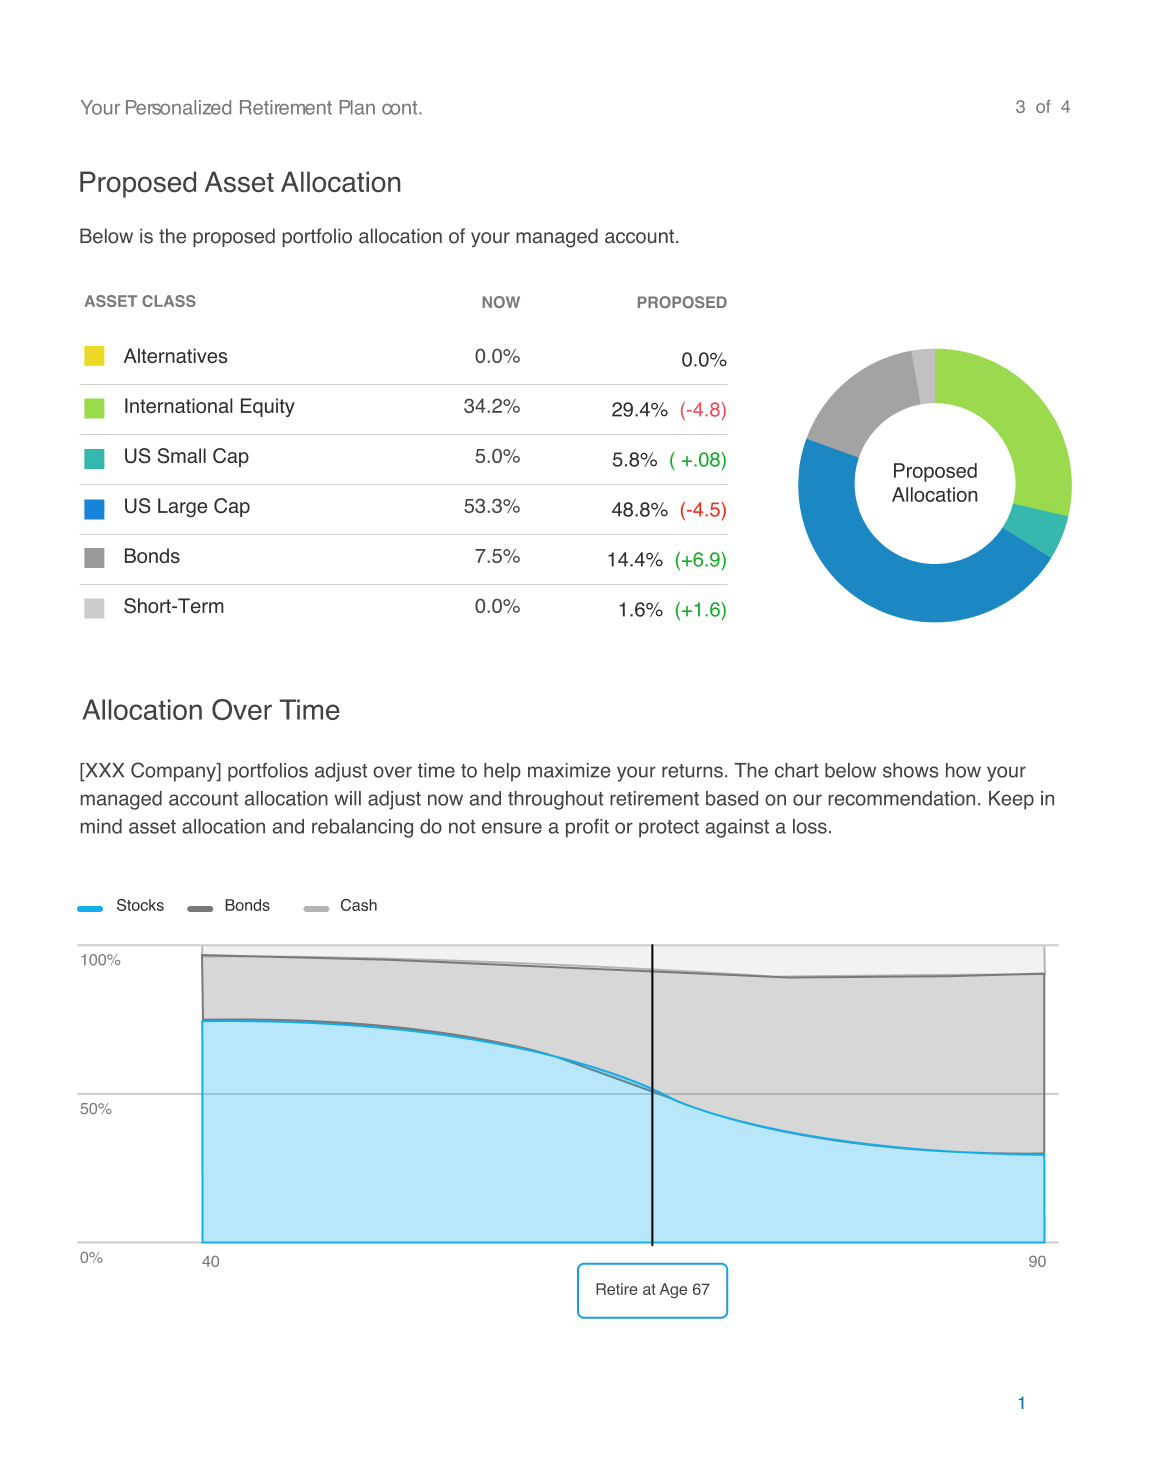 Your Personalized Retirement Plan cont.
3 of 4
Proposed Asset Allocation
Below is the proposed portfolio allocation of your managed account.
ASSET CLASS NOW PROPOSED
Alternatives 0.0% 0.0%
International Equity 34.2% 29.4% (-4.8)
US Small Cap 5.0% 5.8% ( +.08)
US Large Cap 53.3% 48.8% (-4.5)
Bonds 7.5% 14.4% (+6.9)
Short-Term 0.0% 1.6% (+1.6)
Proposed
Allocation
Allocation Over Time
[XXX Company] portfolios adjust over time to help maximize your returns. The chart below shows how your
managed account allocation will adjust now and throughout retirement based on our recommendation. Keep in
mind asset allocation and rebalancing do not ensure a profit or protect against a loss.
Stocks Bonds Cash
100%
50%
0%
40 90
Retire at Age 67
1